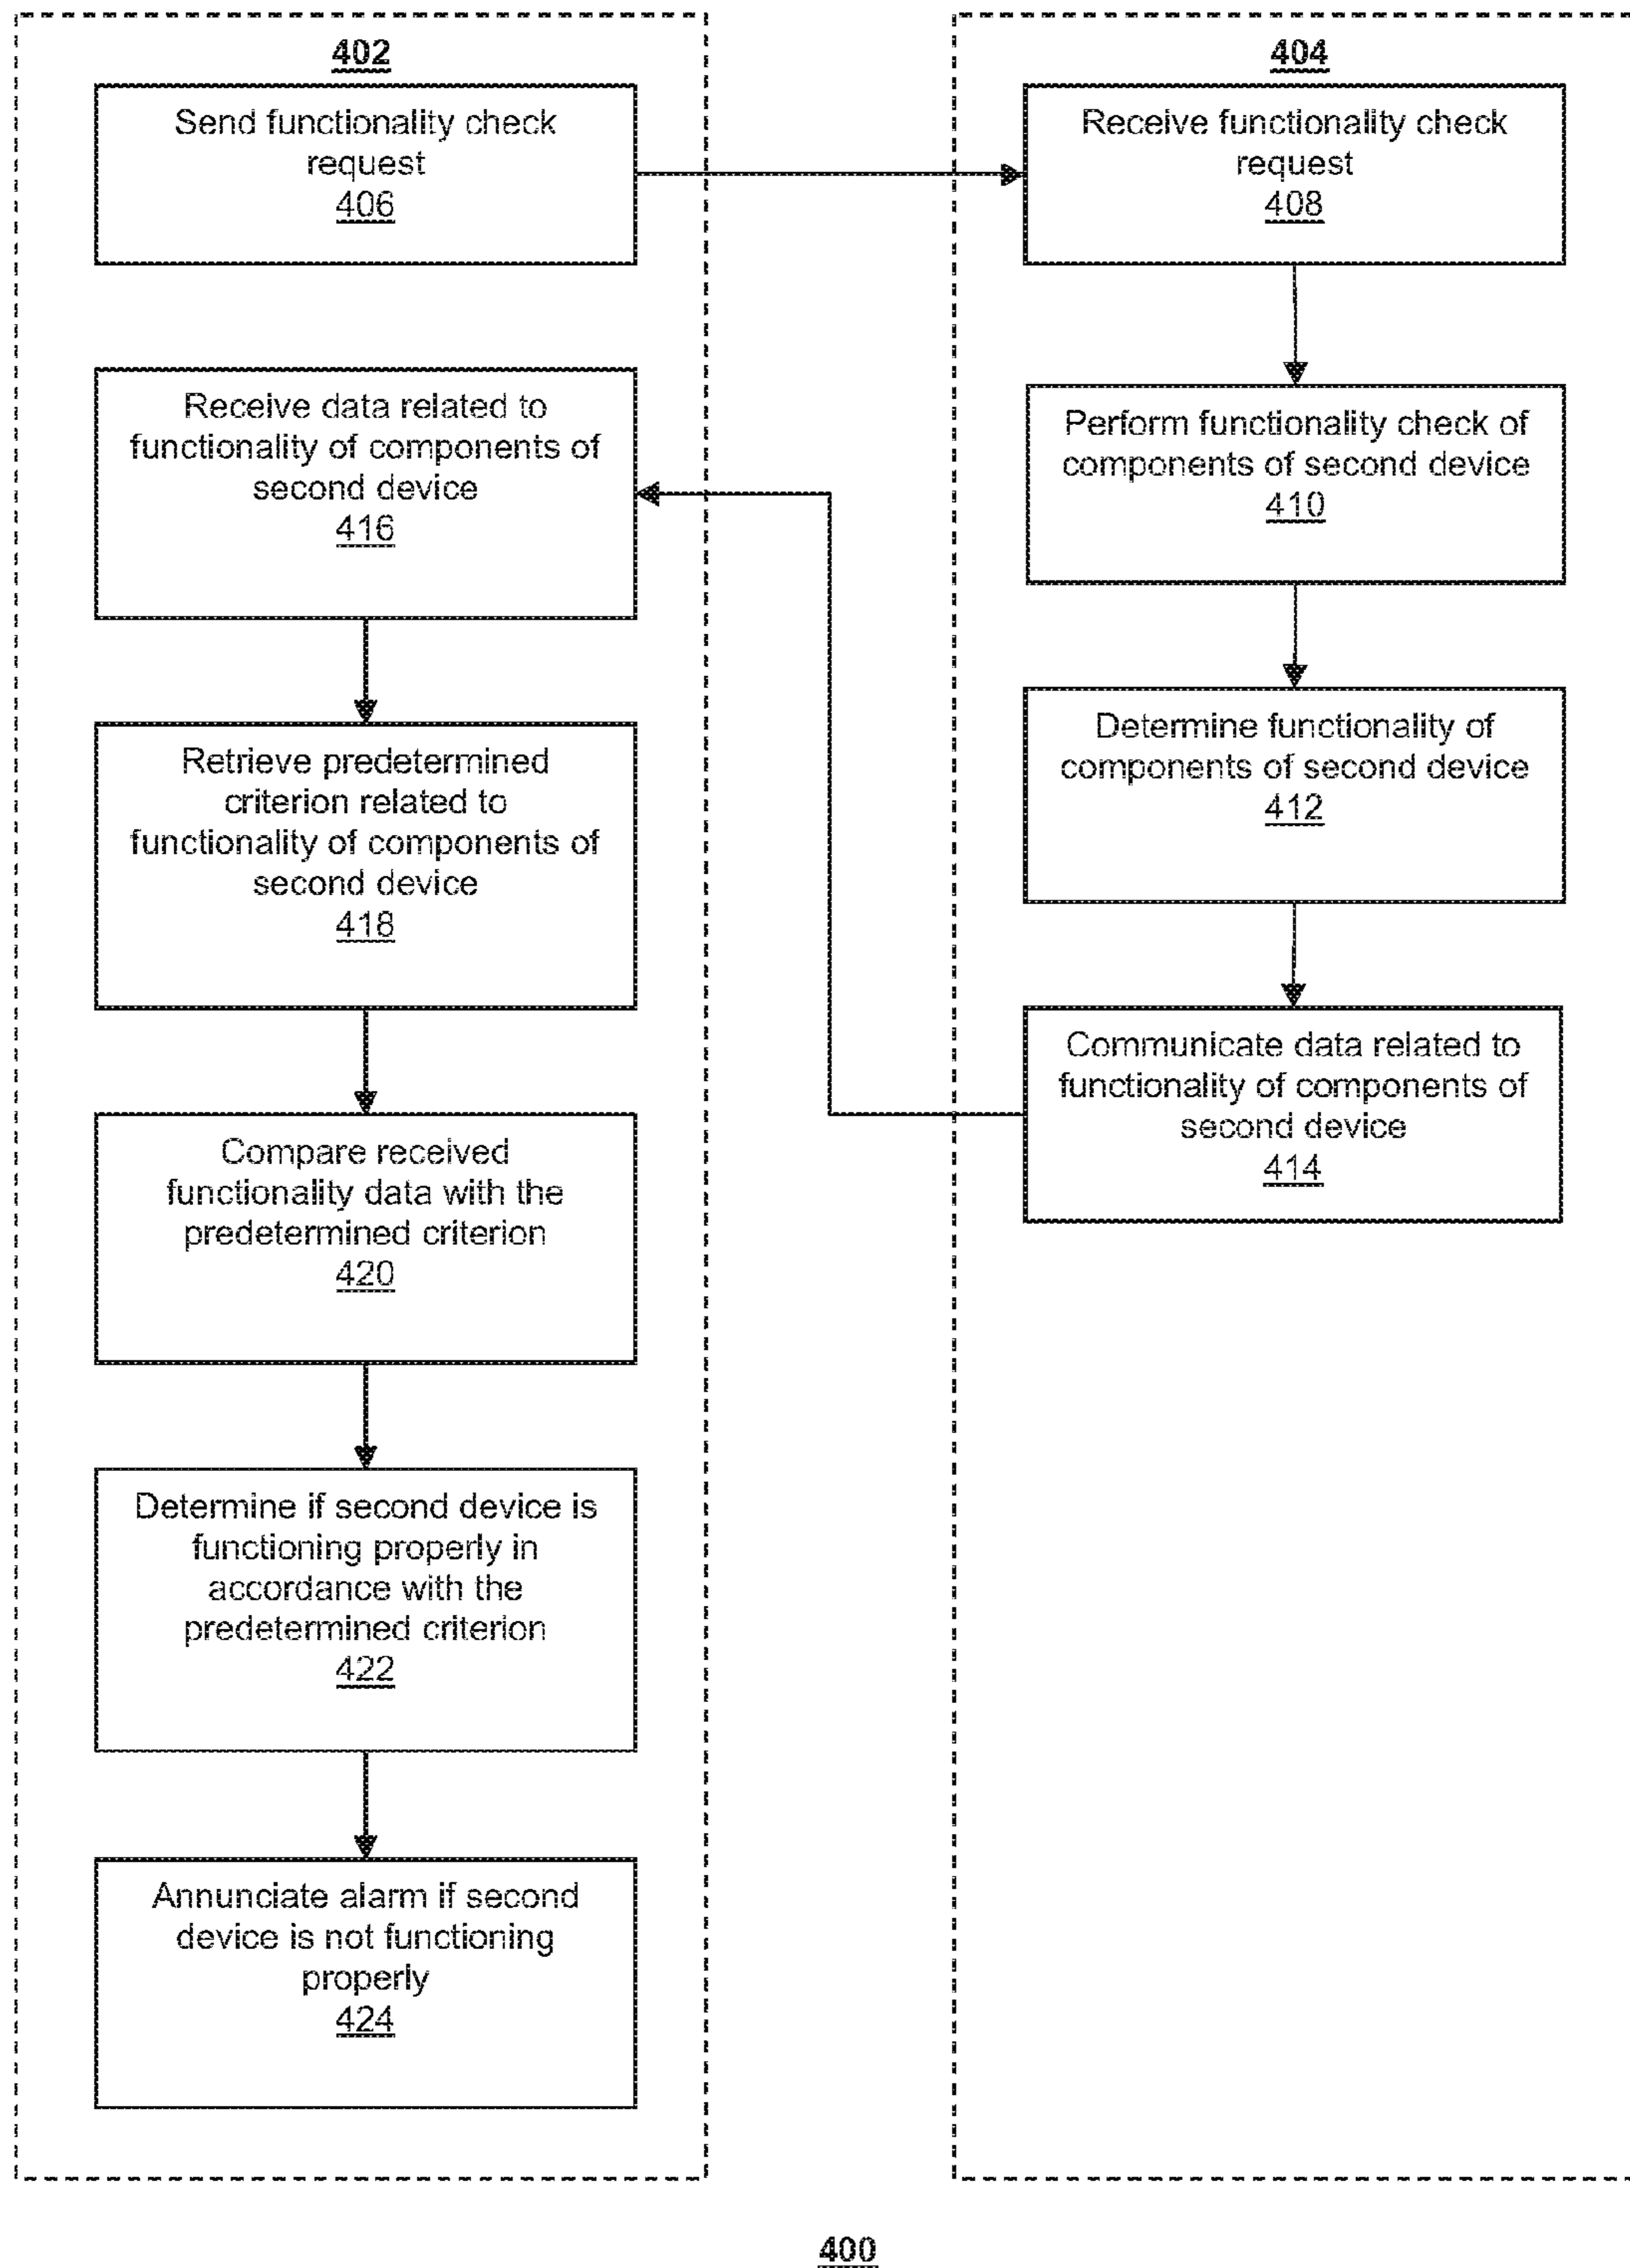 402
Send functionality check
request
406
Receive data related to
functionality of components of
second device
416
Retrieve predetermined
criterion related to
functionality of components of
second device
418
Compare received
functionality data with the
predetermined criterion
420
Determine if second device is
functioning properly in
accordance with the
predetermined criterion
422
Annunciate alarm if second
device is not functioning
properly
424
404
Receive functionality check
request
408
Perform functionality check of
components of second device
410
Determine functionality of
components of second device
412
Communicate data related to
functionality of components of
second device
414
400